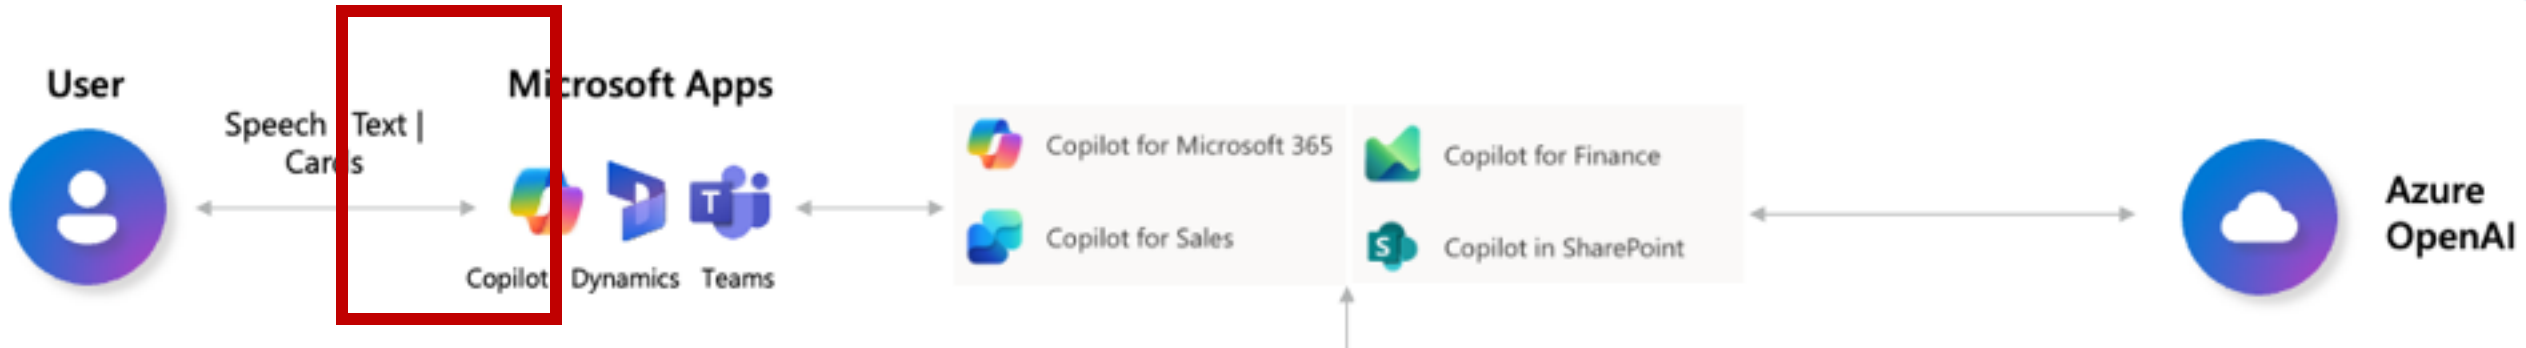 User
Speech | Text |
Cards
Microsoft Apps
T
Copilot Dynamics Teams
Copilot for Microsoft 365
Copilot for Sales
Copilot for Finance
S
Copilot in SharePoint
Azure
OpenAI